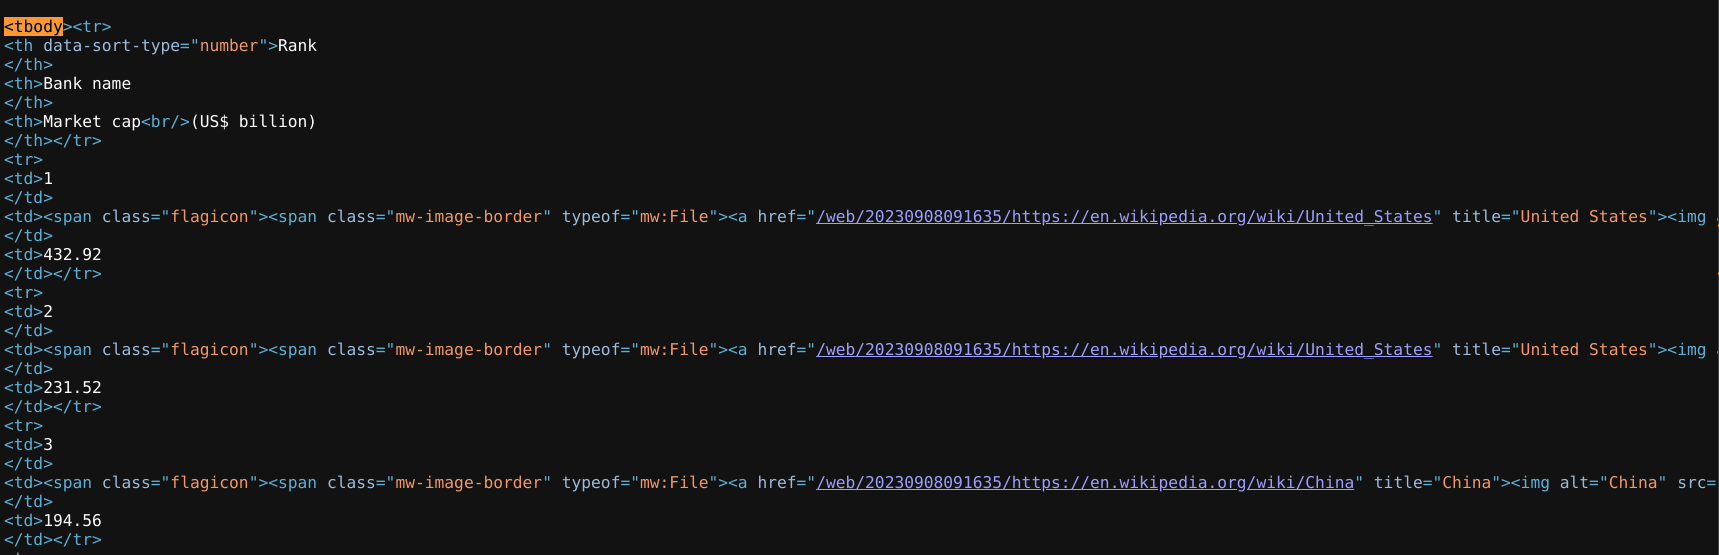 <tbody><tr>
<th data-sort-type="number">Rank
</th>
<th>Bank name
</th>
<th>Market cap<br/>(US$ billion)
</th></tr>
<tr>
<td>1
</td>
<td><span class="flagicon"><span class="mw-image-border" typeof="mw:File"><a href="/web/20230908091635/https://en.wikipedia.org/wiki/United_States" title="United States"><img
</td>
<td>432.92
</td></tr>
<tr>
<td>2
</td>
<td><span class="flagicon"><span class="mw-image-border" typeof="mw:File"><a href="/web/20230908091635/https://en.wikipedia.org/wiki/United_States" title="United States"><img
</td>
<td>231.52
</td></tr>
<tr>
<td>3
</td>
<td><span class="flagicon"><span class="mw-image-border" typeof="mw:File"><a href="/web/20230908091635/https://en.wikipedia.org/wiki/China" title="China"><img alt="China" src=
</td>
<td>194.56
</td></tr>